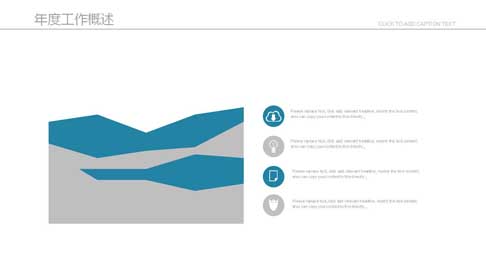 年度工作概述
CLICK TO ADD CAPTION TEXT
Please replace text, click add relevant headline, modify the text content,
also can copy your content to this directly.
Please replace text, click add relevant headline, modify the text content,
also can copy your content to this directly.
Please replace text, click add relevant headline, modify the text content,
also can copy your content to this directly.
Please replace text, click add relevant headline, modify the text content,
also can copy your content to this directly.